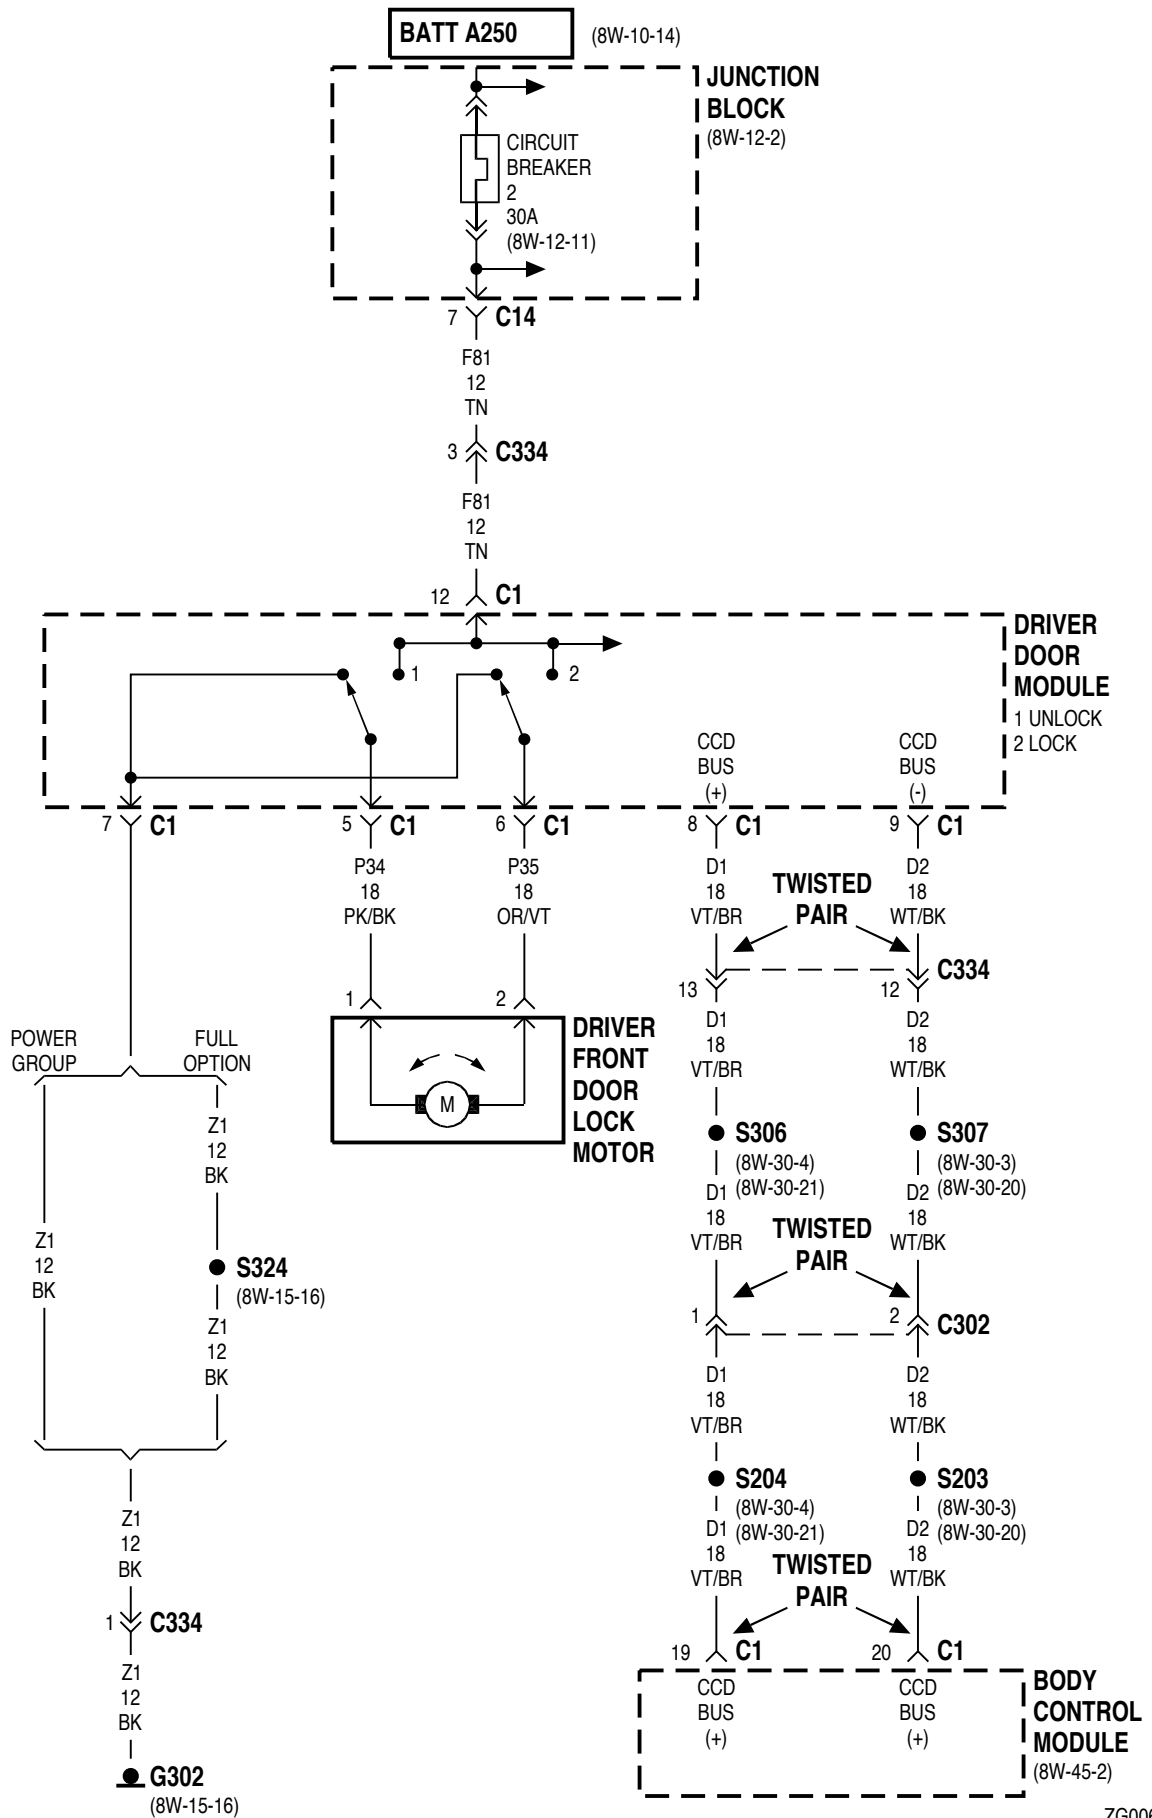 BATT A250
(8W-10-14)
JUNCTION
BLOCK
(8W-12-2)
CIRCUIT
BREAKER
2
30A
(8W-12-11)
7 C14
F81
12
TN
3 C334
F81
12
TN
12 C1
DRIVER
DOOR
MODULE
1 UNLOCK
2 LOCK
1
2
CCD
BUS
(+)
CCD
BUS
(-)
7 C1
5 C1
6 C1
8 C1
9 C1
P34
18
PK/BK
P35
18
OR/VT
D1
18
VT/BR
TWISTED
PAIR
D2
18
WT/BK
13
12
C334
1
2
DRIVER
FRONT
DOOR
LOCK
MOTOR
M
POWER
GROUP
FULL
OPTION
Z1
12
BK
Z1
12
BK
S324
(8W-15-16)
Z1
12
BK
D1
18
VT/BR
D2
18
WT/BK
S306
(8W-30-4)
(8W-30-21)
S307
(8W-30-3)
(8W-30-20)
D1
18
VT/BR
TWISTED
PAIR
D2
18
WT/BK
1
2
C302
D1
18
VT/BR
D2
18
WT/BK
S204
(8W-30-4)
(8W-30-21)
S203
(8W-30-3)
(8W-30-20)
D1
18
VT/BR
TWISTED
PAIR
D2
18
WT/BK
Z1
12
BK
1 C334
Z1
12
BK
G302
(8W-15-16)
19 C1
20 C1
CCD
BUS
(+)
CCD
BUS
(+)
BODY
CONTROL
MODULE
(8W-45-2)